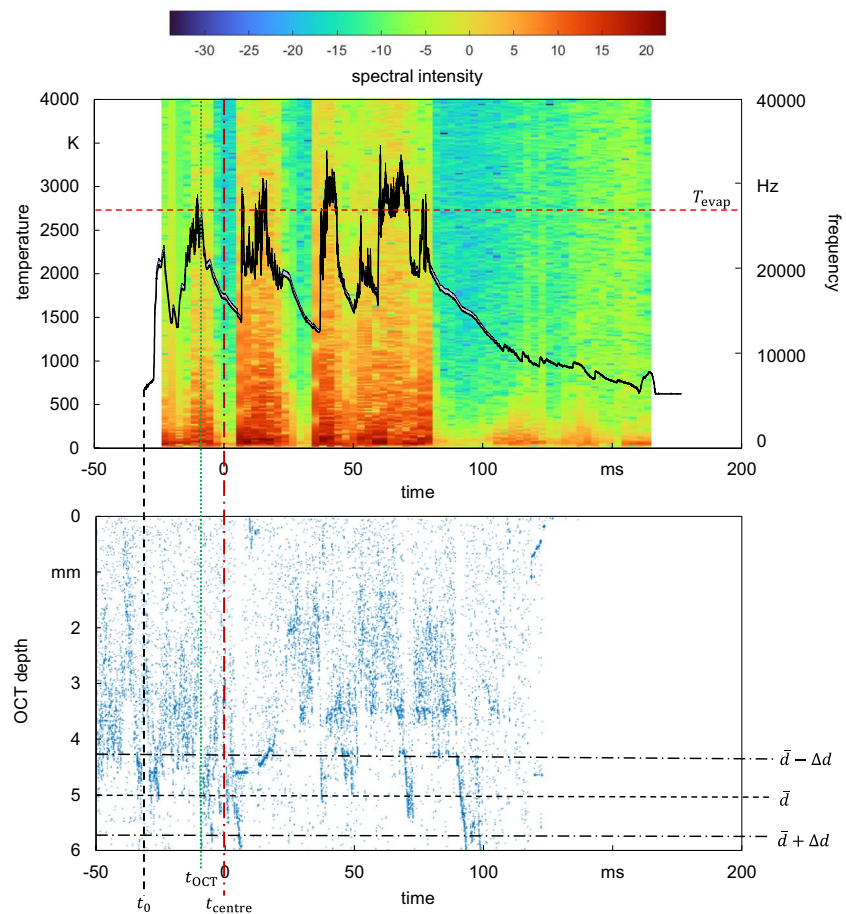 -30 -25 -20 -15 -10 -5 0 5 10 15 20
spectral intensity
4000 40000
K
3000 Hz
T_evap
2500
temperature frequency
2000 20000
1500
1000 10000
500
0 0
-50 0 50 100 ms 200
time
0
mm
2
OCT depth
3
4
d̄ − Δd
5 d̄
d̄ + Δd
6
-50 0 50 100 ms 200
t_OCT time
t_0 t_centre